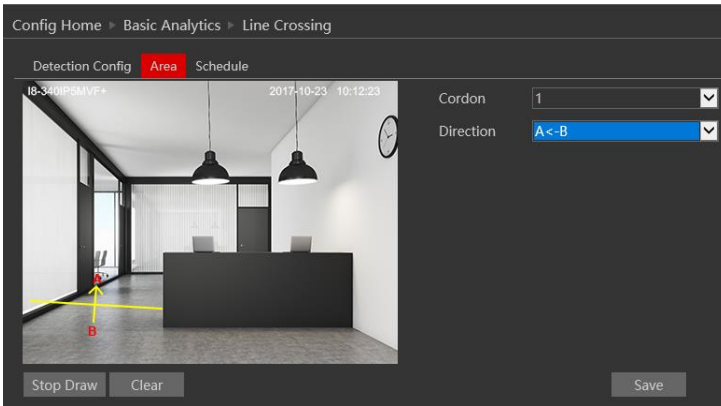 Config Home ▸ Basic Analytics ▸ Line Crossing
Detection Config Area Schedule
I8-340IP5MVF+ 2017-10-23 10:12:23
Cordon 1
Direction A<-B
A
B
Stop Draw Clear Save